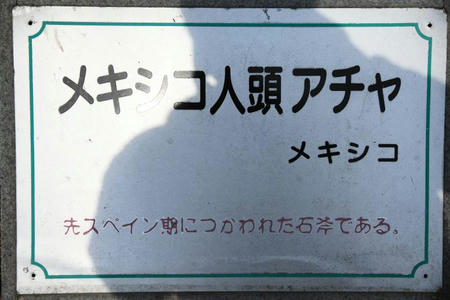 メキシコ人頭アチャ
メキシコ
先スペイン期につかわれた石斧である。